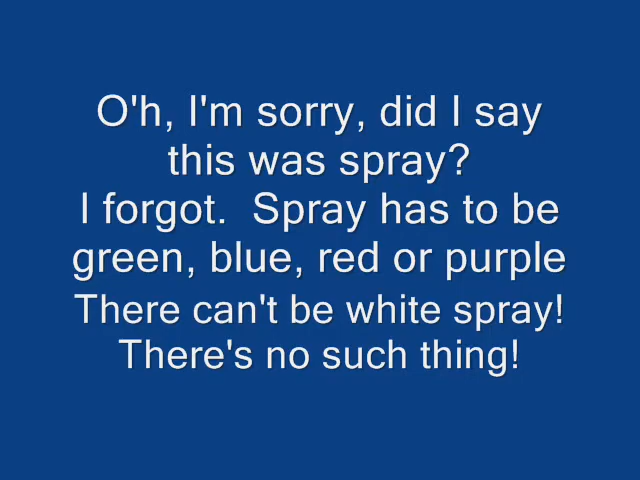 O'h, I'm sorry, did I say
this was spray?
I forgot.  Spray has to be
green, blue, red or purple
There can't be white spray!
There's no such thing!